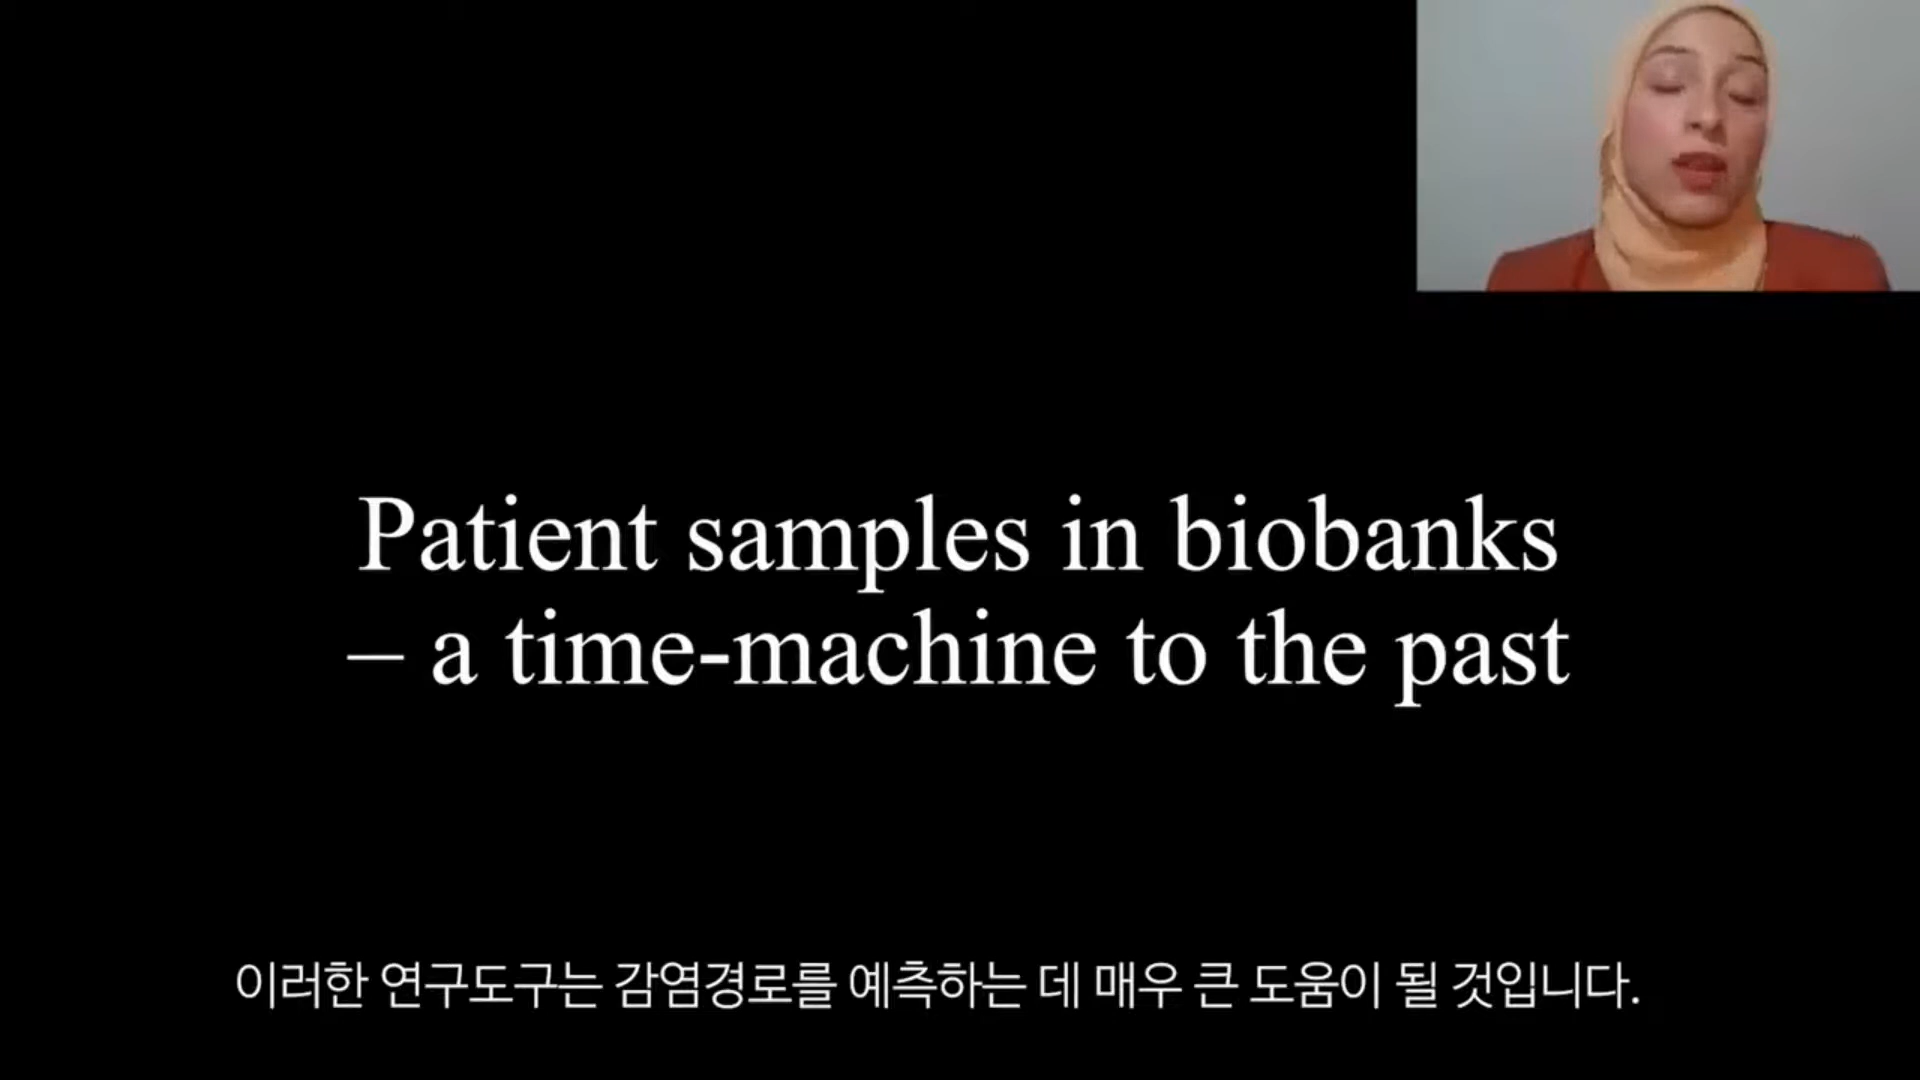 Patient samples in biobanks
– a time-machine to the past
이러한 연구도구는 감염경로를 예측하는 데 매우 큰 도움이 될 것입니다.